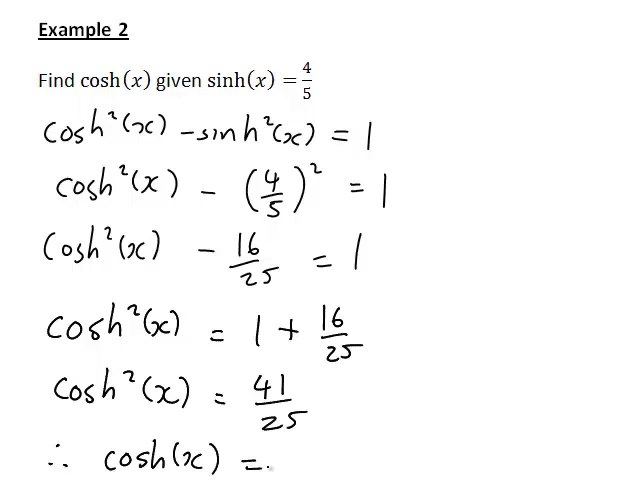 Example 2
Find cosh(x) given sinh(x) = 4/5
cosh²(x) - sinh²(x) = 1
cosh²(x) - (4/5)² = 1
cosh²(x) - 16/25 = 1
cosh²(x) = 1 + 16/25
cosh²(x) = 41/25
∴ cosh(x) =